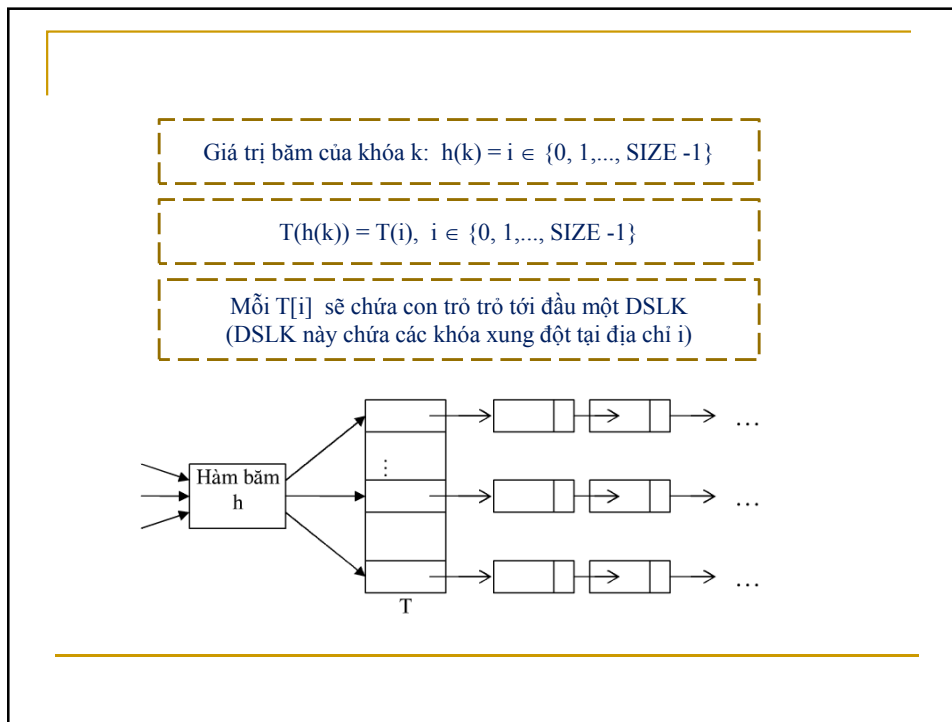 Giá trị băm của khóa k: h(k) = i ∈ {0, 1,..., SIZE -1}
T(h(k)) = T(i), i ∈ {0, 1,..., SIZE -1}
Mỗi T[i] sẽ chứa con trỏ trỏ tới đầu một DSLK
(DSLK này chứa các khóa xung đột tại địa chỉ i)
…
⋮
Hàm băm
h
…
…
T